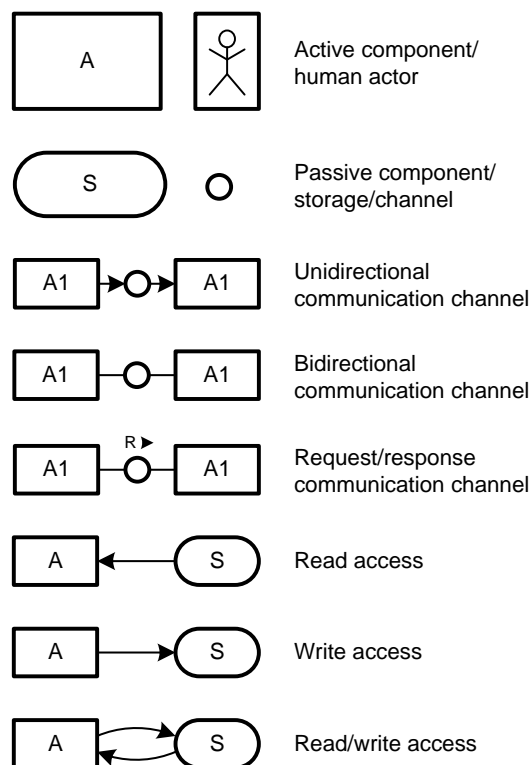 A
Active component/
human actor
S
Passive component/
storage/channel
A1 A1
Unidirectional
communication channel
A1 A1
Bidirectional
communication channel
R
A1 A1
Request/response
communication channel
A S Read access
A S Write access
A S Read/write access